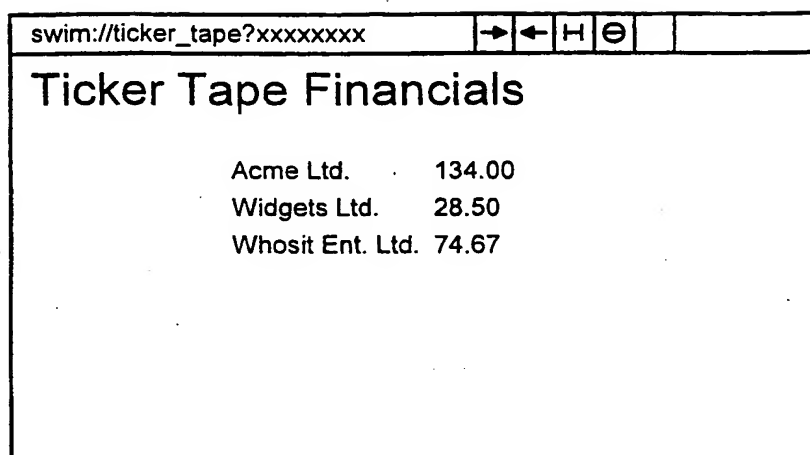 swim://ticker_tape?xxxxxxxx
Ticker Tape Financials
Acme Ltd. 134.00
Widgets Ltd. 28.50
Whosit Ent. Ltd. 74.67